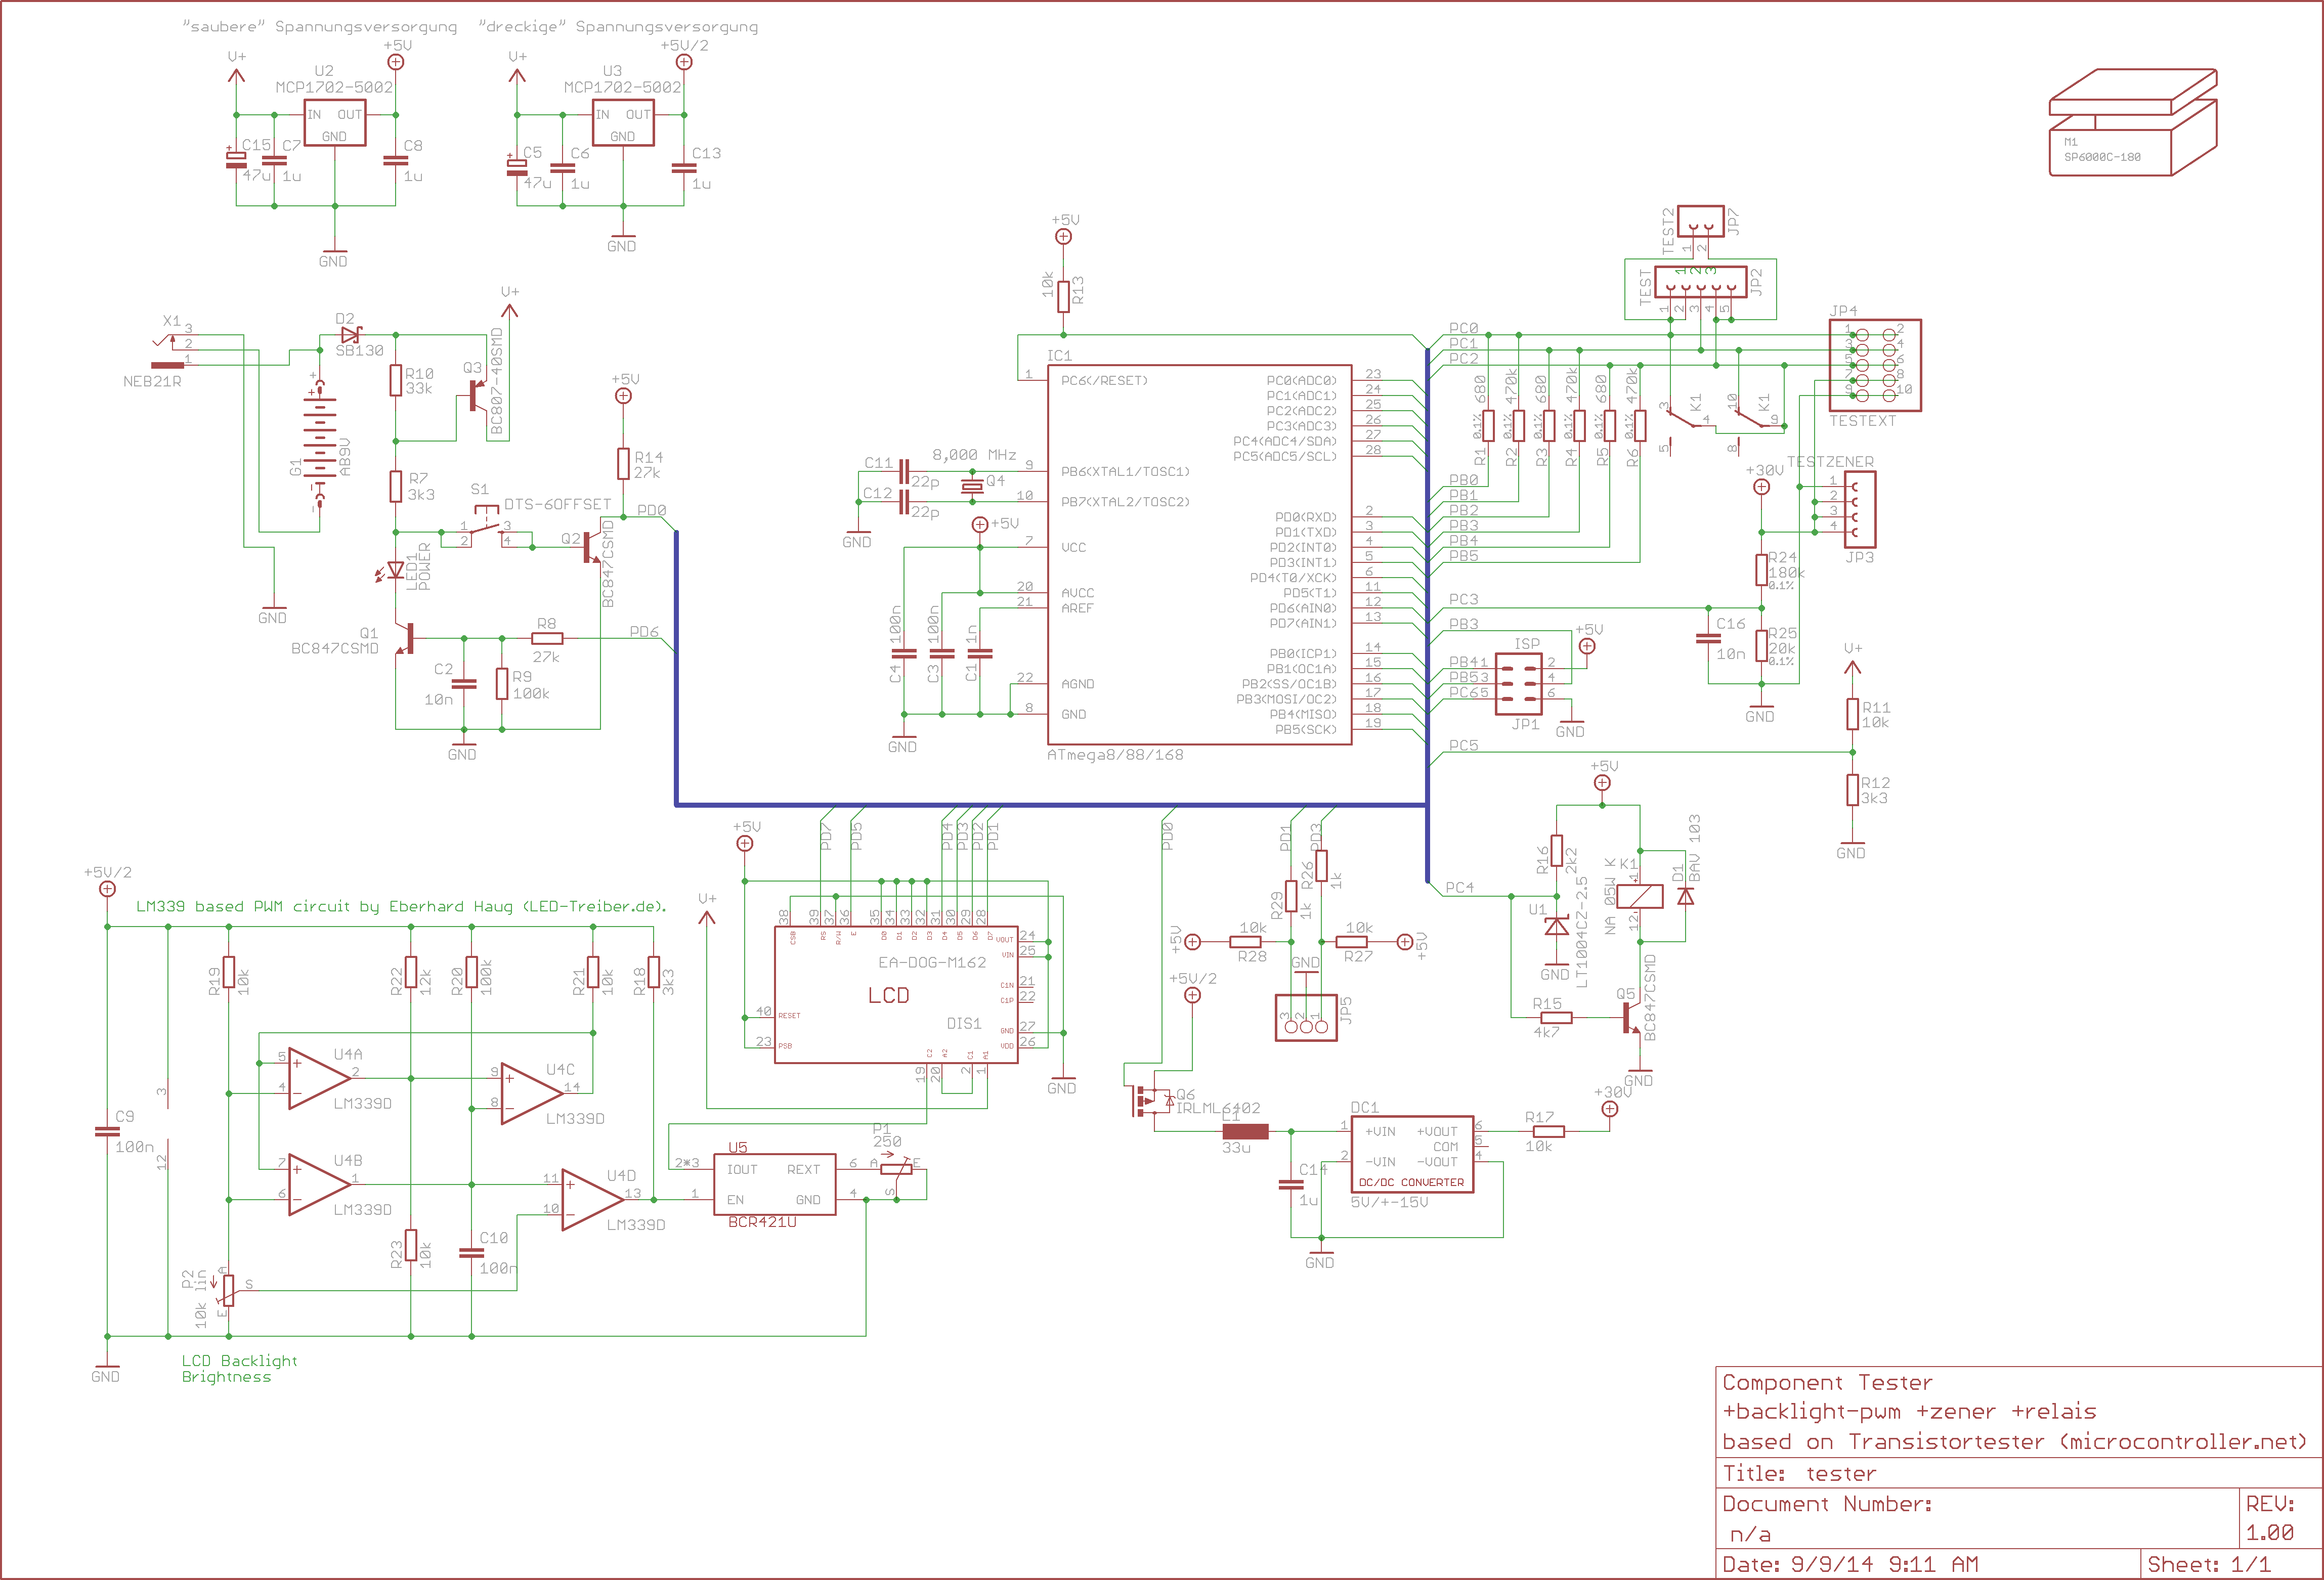 "saubere" Spannungsversorgung
"dreckige" Spannungsversorgung
V+
U2
MCP1702-5002
+5V
IN OUT
GND
C15
47u
C7
1u
C8
1u
GND
V+
U3
MCP1702-5002
+5V/2
IN OUT
GND
C5
47u
C6
1u
C13
1u
GND
M1
SP6000C-180
X1
3
2
1
NEB21R
D2
SB130
G1
AB9V
GND
R10
33k
Q3
BC807-40SMD
V+
R7
3k3
S1
DTS-6OFFSET
1
2
3
4
Q2
BC847CSMD
+5V
R14
27k
PD0
LED1
POWER
Q1
BC847CSMD
R8
27k
PD6
C2
10n
R9
100k
GND
+5V
10k
R13
IC1
1 PC6(/RESET)
9 PB6(XTAL1/TOSC1)
10 PB7(XTAL2/TOSC2)
7 VCC
20 AVCC
21 AREF
22 AGND
8 GND
PC0(ADC0) 23
PC1(ADC1) 24
PC2(ADC2) 25
PC3(ADC3) 26
PC4(ADC4/SDA) 27
PC5(ADC5/SCL) 28
PD0(RXD) 2
PD1(TXD) 3
PD2(INT0) 4
PD3(INT1) 5
PD4(T0/XCK) 6
PD5(T1) 11
PD6(AIN0) 12
PD7(AIN1) 13
PB0(ICP1) 14
PB1(OC1A) 15
PB2(SS/OC1B) 16
PB3(MOSI/OC2) 17
PB4(MISO) 18
PB5(SCK) 19
ATmega8/88/168
C11
22p
C12
22p
8,000 MHz
Q4
GND
+5V
C4 100n
C3 100n
C1 1n
GND
TEST2
JP7
1
2
TEST
JP2
1
2
3
1
2
3
4
5
JP4
1
2
3
4
5
6
7
8
9
10
TESTEXT
PC0
PC1
PC2
R1 0.1% 680
R2 0.1% 470k
R3 0.1% 680
R4 0.1% 470k
R5 0.1% 680
R6 0.1% 470k
K1
3
4
5
K1
10
9
8
PB0
PB1
PB2
PB3
PB4
PB5
TESTZENER
+30V
1
2
3
4
JP3
R24
180k
0.1%
PC3
C16
10n
R25
20k
0.1%
GND
PB3
ISP
+5V
PB4 1
PB5 3
PC6 5
2
4
6
JP1
GND
V+
R11
10k
PC5
R12
3k3
GND
+5V
R16
2k2
K1
NA 05W K
1
12
D1
BAV 103
PC4
U1
LT1004CZ-2.5
GND
R15
4k7
Q5
BC847CSMD
GND
+5V
V+
PD7
PD5
PD4
PD3
PD2
PD1
38
39
37
36
35
34
33
32
31
30
29
28
CSB
RS
R/W
E
D0
D1
D2
D3
D4
D5
D6
D7
EA-DOG-M162
LCD
DIS1
VOUT 24
VIN 25
C1N 21
C1P 22
GND 27
VDD 26
40 RESET
23 PSB
C2
A2
C1
A1
19
20
2
1
GND
PD0
PD1
PD3
R29
1k
R26
1k
+5V
10k
R28
10k
R27
+5V
GND
3
2
1
JP5
+5V/2
Q6
IRLML6402
L1
33u
C14
1u
DC1
1 +VIN
2 -VIN
+VOUT 6
COM 5
-VOUT 4
DC/DC CONVERTER
5V/+-15V
R17
10k
+30V
GND
+5V/2
LM339 based PWM circuit by Eberhard Haug (LED-Treiber.de).
R19
10k
R22
12k
R20
100k
R21
10k
R18
3k3
C9
100n
3
12
5
4
2
U4A
LM339D
7
6
1
U4B
LM339D
9
8
14
U4C
LM339D
11
10
13
U4D
LM339D
R23
10k
C10
100n
P2
10k lin
A
S
E
GND
LCD Backlight
Brightness
U5
2*3 IOUT
1 EN
REXT 6
GND 4
BCR421U
P1
250
A
E
S
Component Tester
+backlight-pwm +zener +relais
based on Transistortester (microcontroller.net)
Title: tester
Document Number:
n/a
REV:
1.00
Date: 9/9/14 9:11 AM
Sheet: 1/1